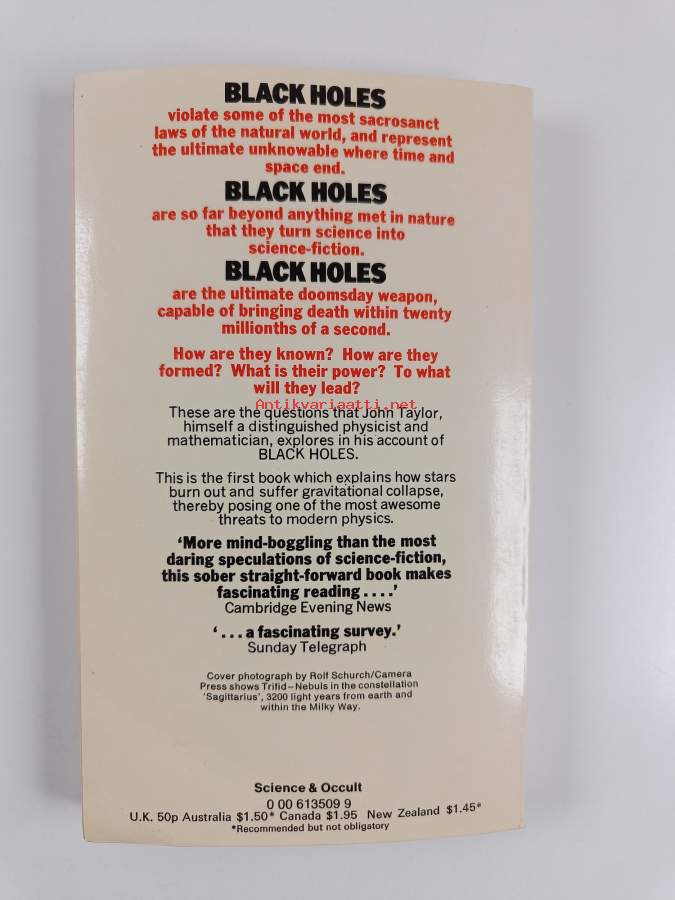 BLACK HOLES
violate some of the most sacrosanct
laws of the natural world, and represent
the ultimate unknowable where time and
space end.
BLACK HOLES
are so far beyond anything met in nature
that they turn science into
science-fiction.
BLACK HOLES
are the ultimate doomsday weapon,
capable of bringing death within twenty
millionths of a second.
How are they known? How are they
formed? What is their power? To what
will they lead?
Antikvariaatti.net
These are the questions that John Taylor,
himself a distinguished physicist and
mathematician, explores in his account of
BLACK HOLES.
This is the first book which explains how stars
burn out and suffer gravitational collapse,
thereby posing one of the most awesome
threats to modern physics.
‘More mind-boggling than the most
daring speculations of science-fiction,
this sober straight-forward book makes
fascinating reading . . . .’
Cambridge Evening News
‘. . . a fascinating survey.’
Sunday Telegraph
Cover photograph by Rolf Schurch/Camera
Press shows Trifid–Nebuls in the constellation
‘Sagittarius’, 3200 light years from earth and
within the Milky Way.
Science & Occult
0 00 613509 9
U.K. 50p Australia $1.50* Canada $1.95 New Zealand $1.45*
*Recommended but not obligatory